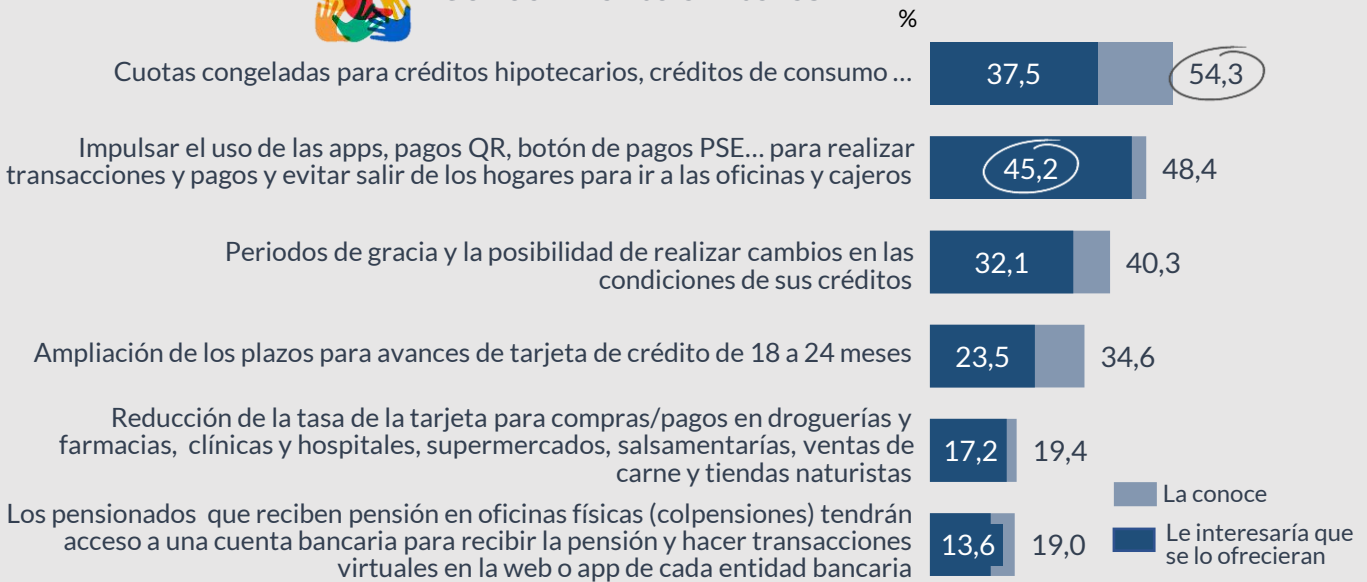 %
Cuotas congeladas para créditos hipotecarios, créditos de consumo ...
37,5
54,3
Impulsar el uso de las apps, pagos QR, botón de pagos PSE... para realizar
transacciones y pagos y evitar salir de los hogares para ir a las oficinas y cajeros
45,2
48,4
Periodos de gracia y la posibilidad de realizar cambios en las
condiciones de sus créditos
32,1
40,3
Ampliación de los plazos para avances de tarjeta de crédito de 18 a 24 meses
23,5
34,6
Reducción de la tasa de la tarjeta para compras/pagos en droguerías y
farmacias, clínicas y hospitales, supermercados, salsamentarías, ventas de
carne y tiendas naturistas
17,2
19,4
Los pensionados que reciben pensión en oficinas físicas (colpensiones) tendrán
acceso a una cuenta bancaria para recibir la pensión y hacer transacciones
virtuales en la web o app de cada entidad bancaria
13,6
19,0
La conoce
Le interesaría que
se lo ofrecieran